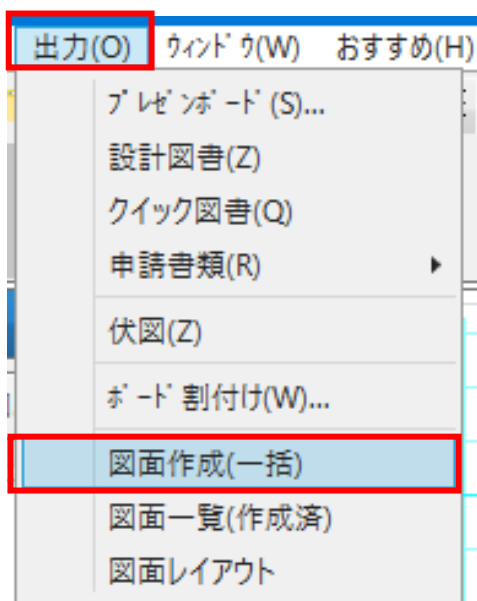 出力(O) ｳｨﾝﾄﾞｳ(W) おすすめ(H)
ﾌﾟﾚｾﾞﾝﾎﾞｰﾄﾞ(S)...
設計図書(Z)
クイック図書(Q)
申請書類(R)
伏図(Z)
ﾎﾞｰﾄﾞ割付け(W)...
図面作成(一括)
図面一覧(作成済)
図面レイアウト